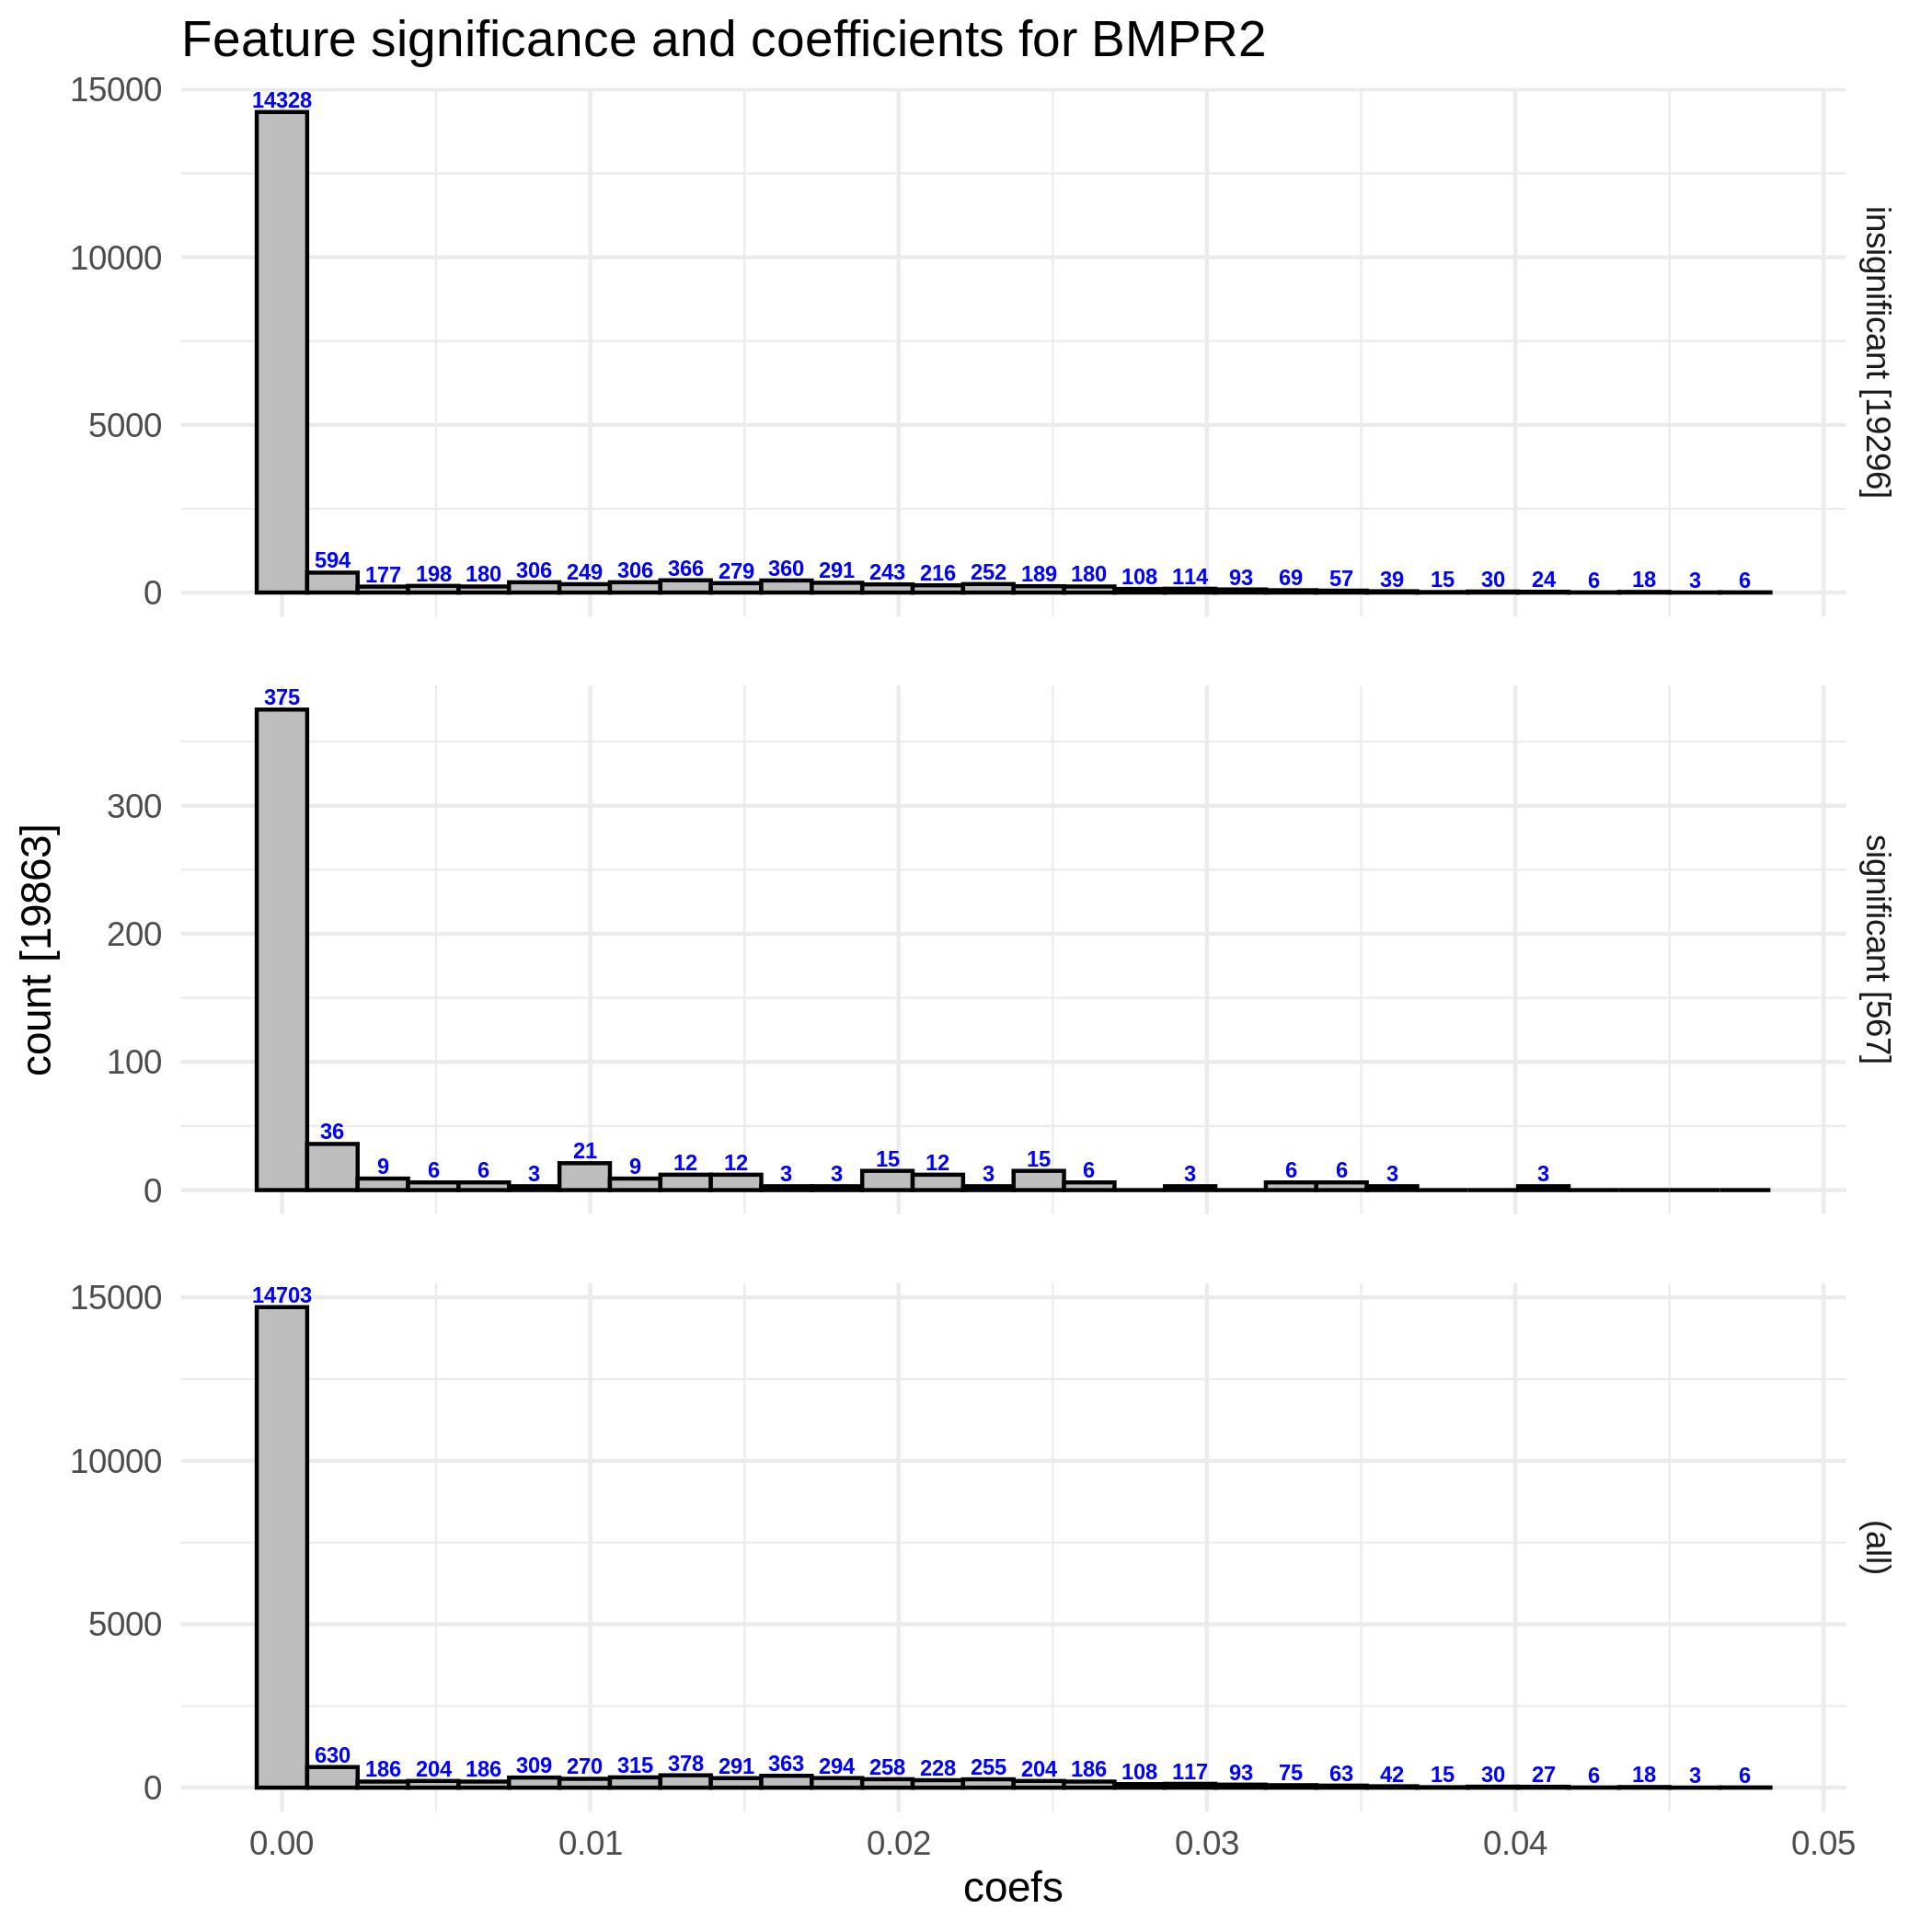 Feature significance and coefficients for BMPR2
15000
10000
5000
0
14328
594 177 198 180 306 249 306 366 279 360 291 243 216 252 189 180 108 114 93 69 57 39 15 30 24 6 18 3 6
insignificant [19296]
count [19863]
300
200
100
0
375
36 9 6 6 3 21 9 12 12 3 3 15 12 3 15 6 3 6 6 3 3
significant [567]
15000
10000
5000
0
14703
630 186 204 186 309 270 315 378 291 363 294 258 228 255 204 186 108 117 93 75 63 42 15 30 27 6 18 3 6
(all)
0.00 0.01 0.02 0.03 0.04 0.05
coefs